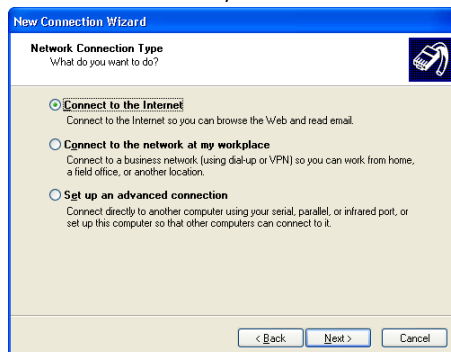 New Connection Wizard
Network Connection Type
What do you want to do?
Connect to the Internet
Connect to the Internet so you can browse the Web and read email.
Connect to the network at my workplace
Connect to a business network (using dial-up or VPN) so you can work from home,
a field office, or another location.
Set up an advanced connection
Connect directly to another computer using your serial, parallel, or infrared port, or
set up this computer so that other computers can connect to it.
< Back Next > Cancel